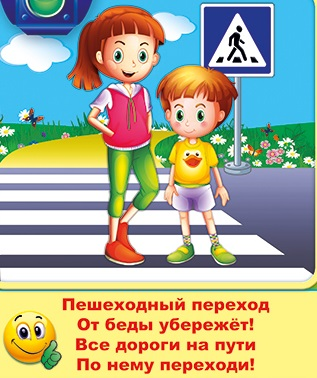 Пешеходный переход
От беды убережёт!
Все дороги на пути
По нему переходи!